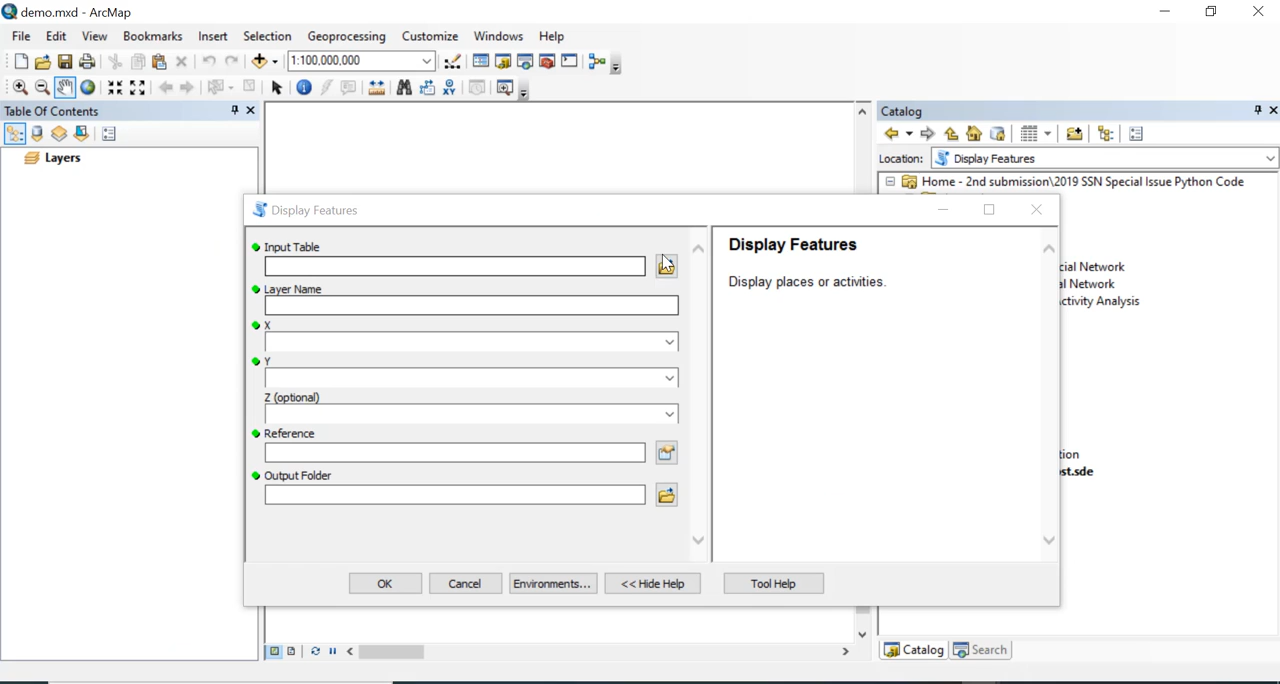 demo.mxd - ArcMap
File Edit View Bookmarks Insert Selection Geoprocessing Customize Windows Help
1:100,000,000
Table Of Contents
Layers
Catalog
Location: Display Features
Home - 2nd submission\2019 SSN Special Issue Python Code
Display Features
Input Table
Layer Name
X
Y
Z (optional)
Reference
Output Folder
OK Cancel Environments... << Hide Help Tool Help
Display Features
Display places or activities.
cial Network
al Network
ctivity Analysis
tion
st.sde
Catalog Search